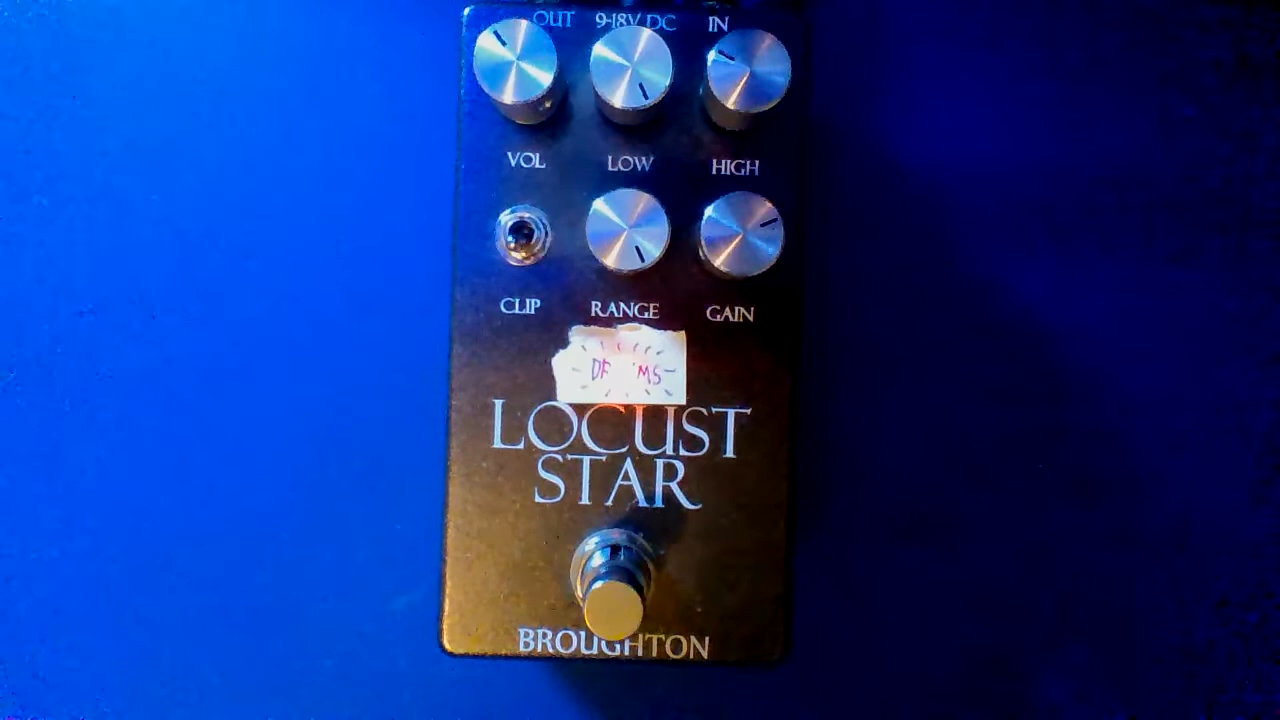 OUT 9-18V DC IN
VOL LOW HIGH
CLIP RANGE GAIN
LOCUST
STAR
BROUGHTON